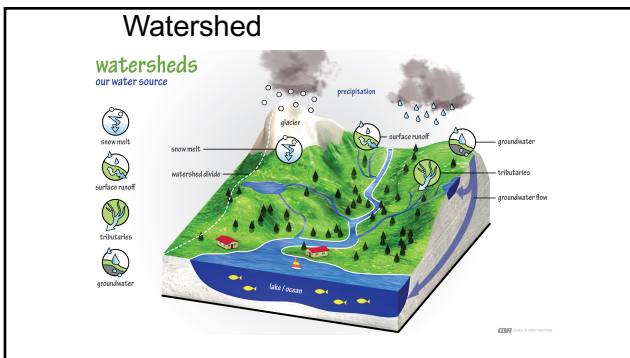 Watershed
watersheds
our water source
precipitation
glacier
surface runoff
groundwater
snow melt
snow melt
tributaries
watershed divide
surface runoff
groundwater flow
tributaries
groundwater
lake / ocean